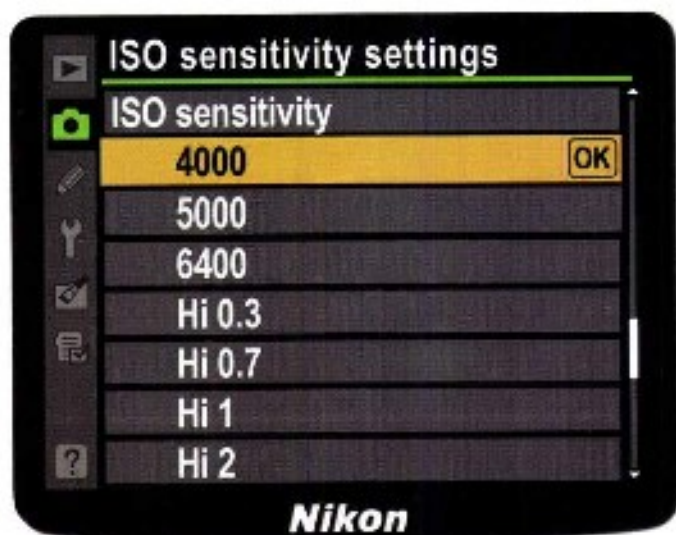 ISO sensitivity settings
ISO sensitivity
4000 OK
5000
6400
Hi 0.3
Hi 0.7
Hi 1
? Hi 2
Nikon